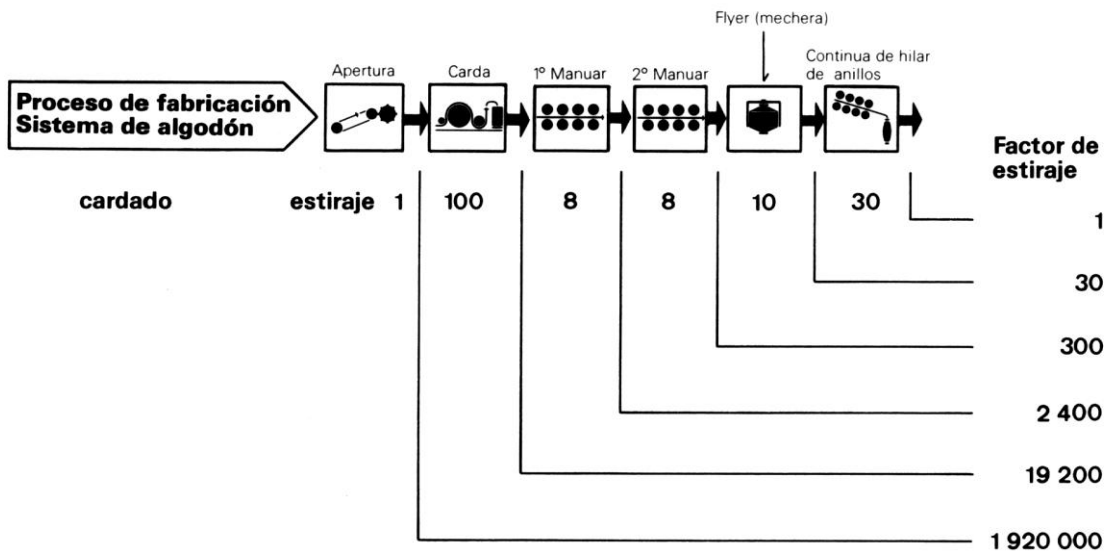 Flyer (mechera)
Apertura
Carda
1º Manuar
2º Manuar
Continua de hilar
de anillos
Proceso de fabricación
Sistema de algodón
Factor de
estiraje
cardado
estiraje 1 100 8 8 10 30
1
30
300
2 400
19 200
1 920 000